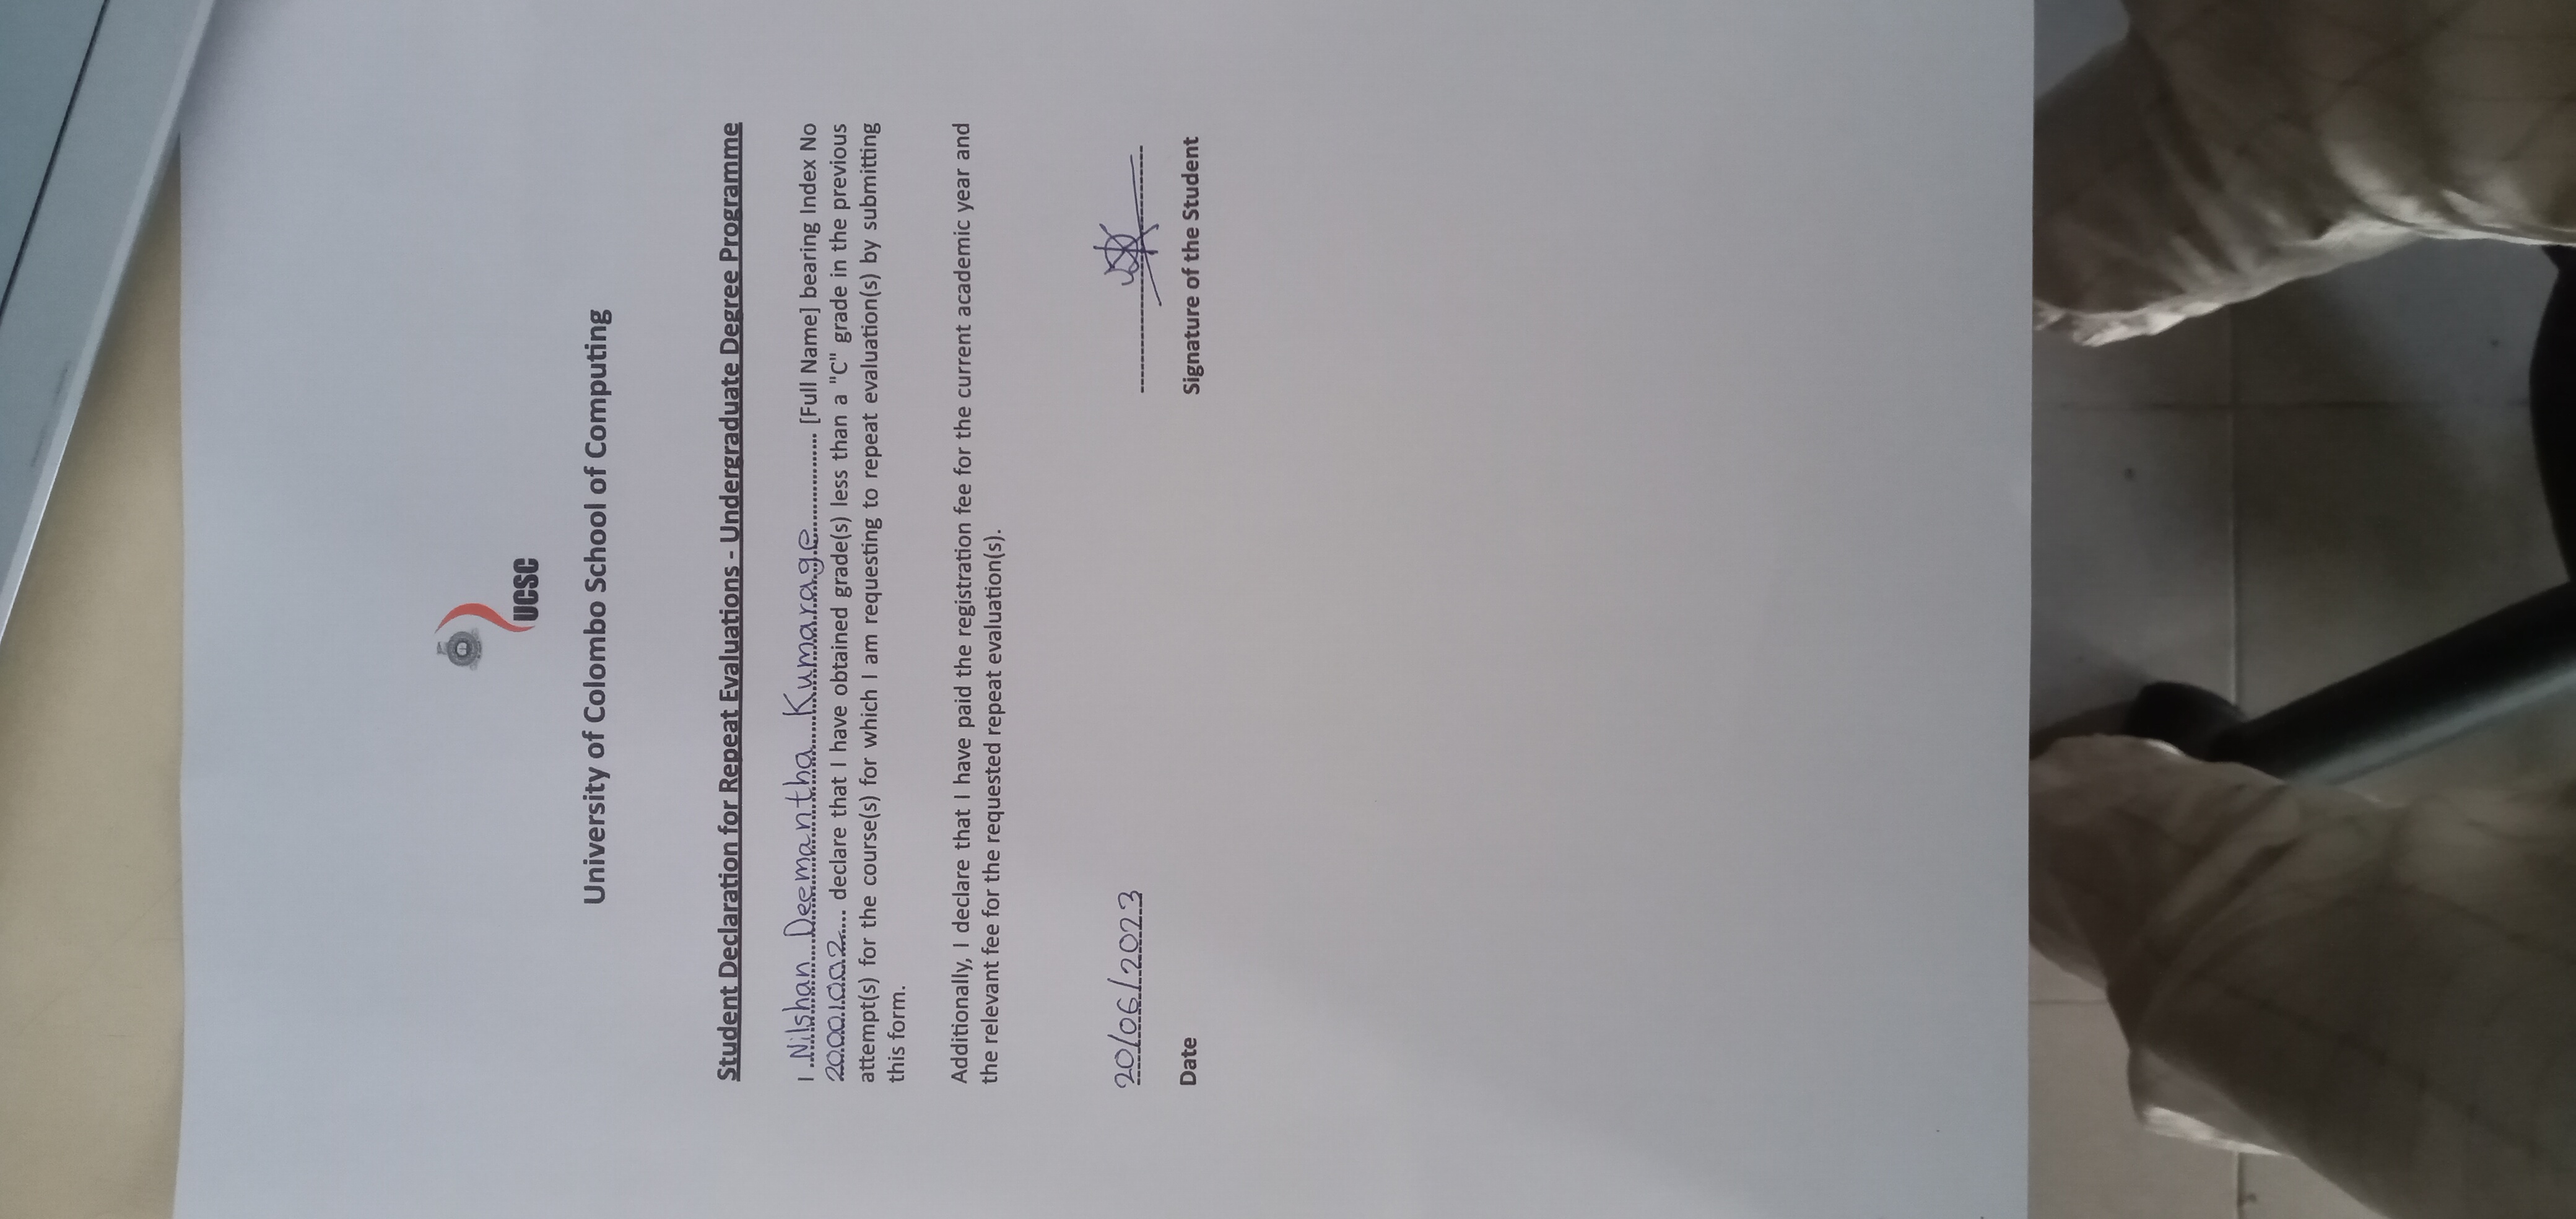 UCSC
University of Colombo School of Computing
Student Declaration for Repeat Evaluations - Undergraduate Degree Programme
I ..Nilshan Deemantha Kumarage.............. [Full Name] bearing Index No
20001002.... declare that I have obtained grade(s) less than a "C" grade in the previous
attempt(s) for the course(s) for which I am requesting to repeat evaluation(s) by submitting
this form.
Additionally, I declare that I have paid the registration fee for the current academic year and
the relevant fee for the requested repeat evaluation(s).
20/06/2023
Date
Signature of the Student